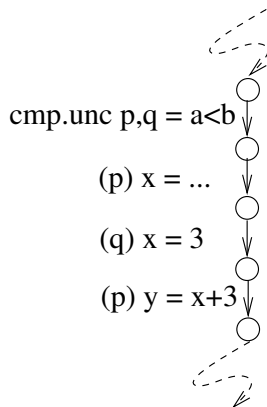 cmp.unc p,q = a<b
(p) x = ...
(q) x = 3
(p) y = x+3